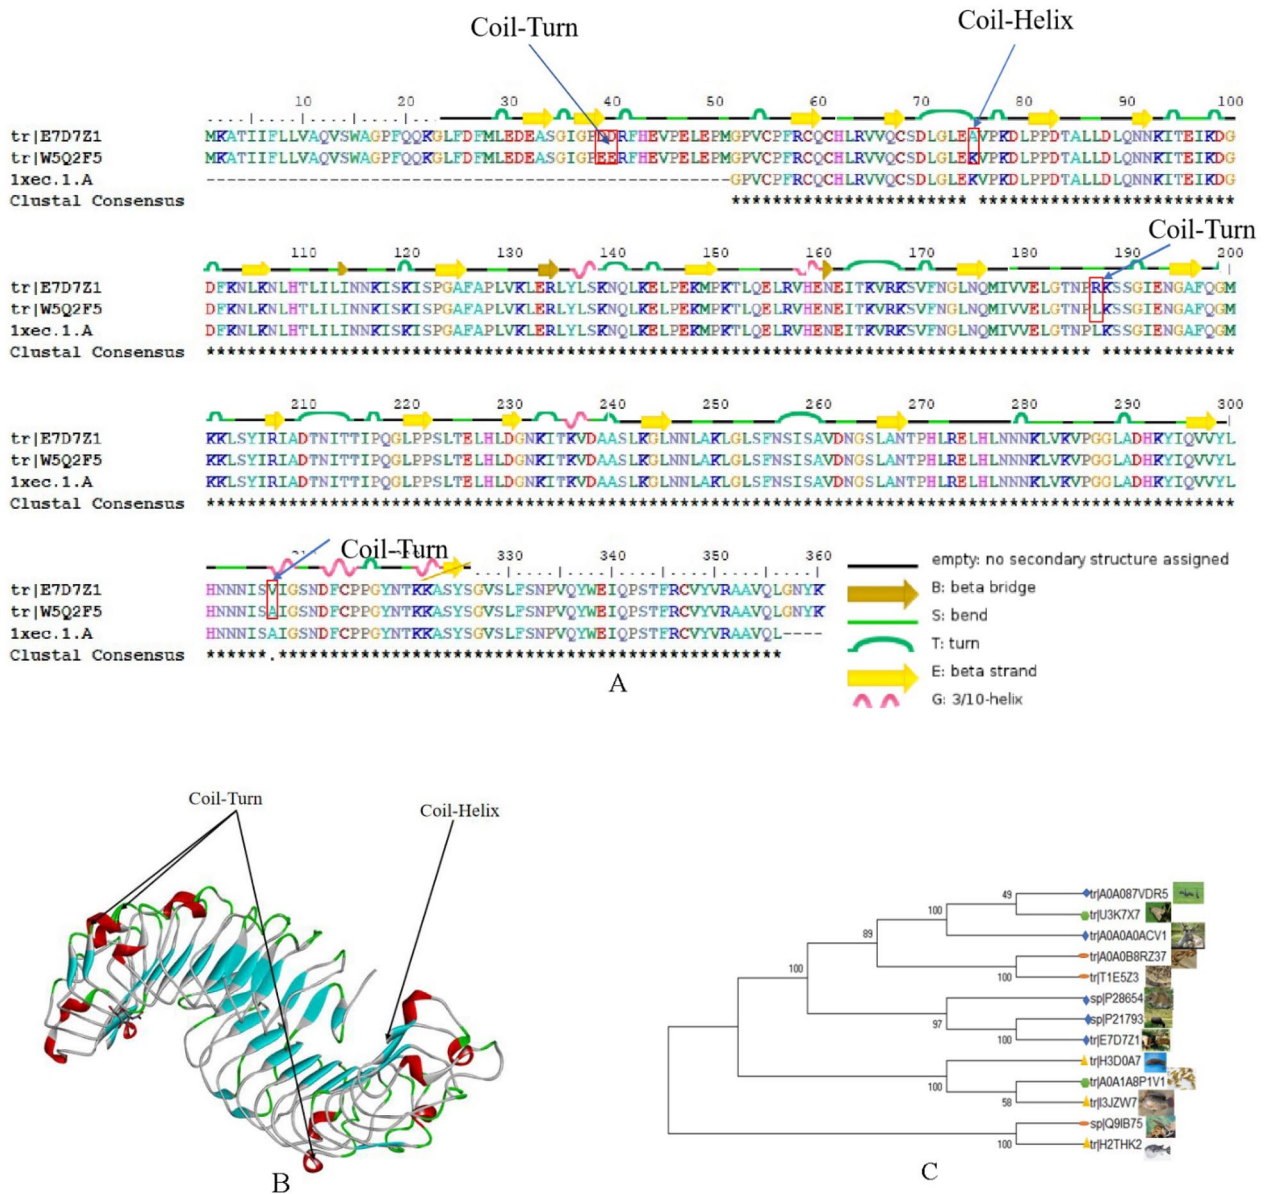 Coil-Turn
Coil-Helix
10 20 30 40 50 60 70 80 90 100
tr|E7D7Z1 MKATIIFLLVAQVSWAGPFQQKGLFDFMLEDEASGIGPDDRFHEVPELEPMGPVCPFRCQCHLRVVQCSDLGLEAVPKDLPPDTALLDLQNNKITEIKDG
tr|W5Q2F5 MKATIIFLLVAQVSWAGPFQQKGLFDFMLEDEASGIGPEERFHEVPELEPMGPVCPFRCQCHLRVVQCSDLGLEKVPKDLPPDTALLDLQNNKITEIKDG
1xec.1.A ---------------------------------------------------GPVCPFRCQCHLRVVQCSDLGLEKVPKDLPPDTALLDLQNNKITEIKDG
Clustal Consensus *********************** *************************
Coil-Turn
110 120 130 140 150 160 170 180 190 200
tr|E7D7Z1 DFKNLKNLHTLILINNKISKISPGAFAPLVKLERLYLSKNQLKELPEKMPKTLQELRVHENEITKVRKSVFNGLNQMIVVELGTNPRKSSGIENGAFQGM
tr|W5Q2F5 DFKNLKNLHTLILINNKISKISPGAFAPLVKLERLYLSKNQLKELPEKMPKTLQELRVHENEITKVRKSVFNGLNQMIVVELGTNPLKSSGIENGAFQGM
1xec.1.A DFKNLKNLHTLILINNKISKISPGAFAPLVKLERLYLSKNQLKELPEKMPKTLQELRVHENEITKVRKSVFNGLNQMIVVELGTNPLKSSGIENGAFQGM
Clustal Consensus ************************************************************************************** *************
210 220 230 240 250 260 270 280 290 300
tr|E7D7Z1 KKLSYIRIADTNITTIPQGLPPSLTELHLDGNKITKVDAASLKGLNNLAKLGLSFNSISAVDNGSLANTPHLRELHLNNNKLVKVPGGLADHKYIQVVYL
tr|W5Q2F5 KKLSYIRIADTNITTIPQGLPPSLTELHLDGNKITKVDAASLKGLNNLAKLGLSFNSISAVDNGSLANTPHLRELHLNNNKLVKVPGGLADHKYIQVVYL
1xec.1.A KKLSYIRIADTNITTIPQGLPPSLTELHLDGNKITKVDAASLKGLNNLAKLGLSFNSISAVDNGSLANTPHLRELHLNNNKLVKVPGGLADHKYIQVVYL
Clustal Consensus ****************************************************************************************************
Coil-Turn
330 340 350 360
tr|E7D7Z1 HNNNISVIGSNDFCPPGYNTKKASYSGVSLFSNPVQYWEIQPSTFRCVYVRAAVQLGNYK
tr|W5Q2F5 HNNNISAIGSNDFCPPGYNTKKASYSGVSLFSNPVQYWEIQPSTFRCVYVRAAVQLGNYK
1xec.1.A HNNNISAIGSNDFCPPGYNTKKASYSGVSLFSNPVQYWEIQPSTFRCVYVRAAVQL----
Clustal Consensus ******.*************************************************
empty: no secondary structure assigned
B: beta bridge
S: bend
T: turn
E: beta strand
G: 3/10-helix
A
Coil-Turn
Coil-Helix
B
49
100
89
100
100
97
100
100
58
100
tr|A0A087VDR5
tr|U3K7X7
tr|A0A0A0ACV1
tr|A0A0B8RZ37
tr|T1E5Z3
sp|P28654
sp|P21793
tr|E7D7Z1
tr|H3D0A7
tr|A0A1A8P1V1
tr|I3JZW7
sp|Q9IB75
tr|H2THK2
C